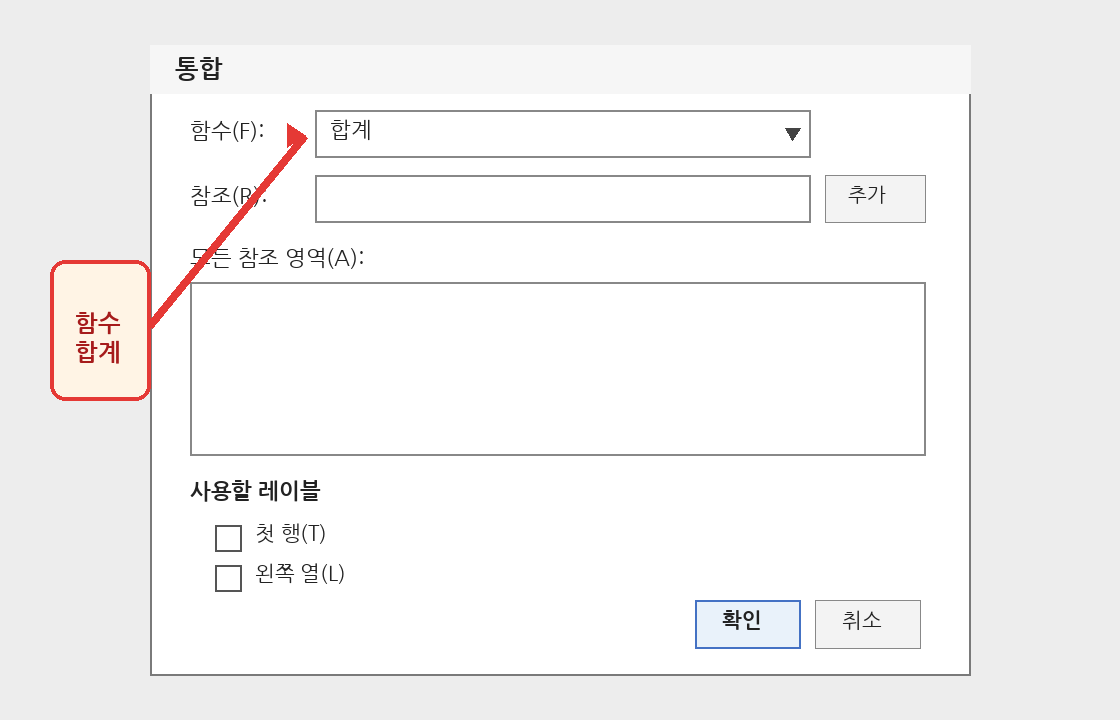 통합
함수(F):
합계
참조(R):
추가
모든 참조 영역(A):
함수
합계
사용할 레이블
첫 행(T)
왼쪽 열(L)
확인
취소